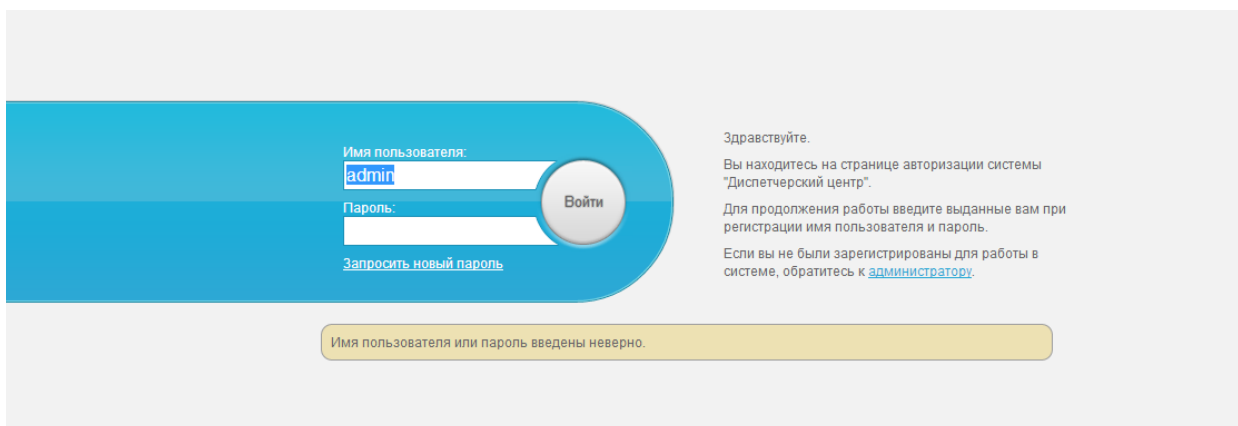 Имя пользователя:
admin
Пароль:
Войти
Запросить новый пароль
Здравствуйте.
Вы находитесь на странице авторизации системы
"Диспетчерский центр".
Для продолжения работы введите выданные вам при
регистрации имя пользователя и пароль.
Если вы не были зарегистрированы для работы в
системе, обратитесь к администратору.
Имя пользователя или пароль введены неверно.